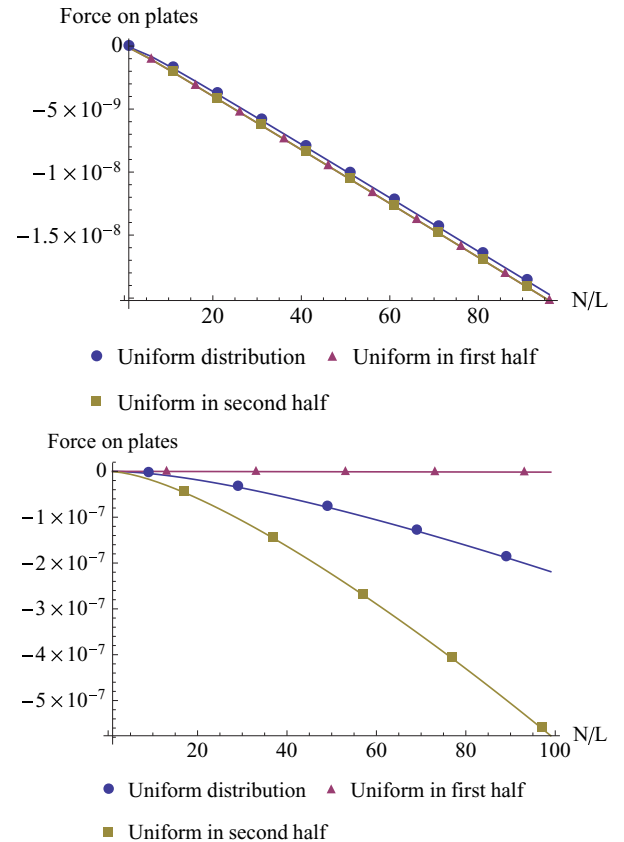 Force on plates
0
−5 × 10⁻⁹
−1 × 10⁻⁸
−1.5 × 10⁻⁸
20 40 60 80 N/L
● Uniform distribution ▲ Uniform in first half
■ Uniform in second half
Force on plates
0
−1 × 10⁻⁷
−2 × 10⁻⁷
−3 × 10⁻⁷
−4 × 10⁻⁷
−5 × 10⁻⁷
20 40 60 80 100 N/L
● Uniform distribution ▲ Uniform in first half
■ Uniform in second half